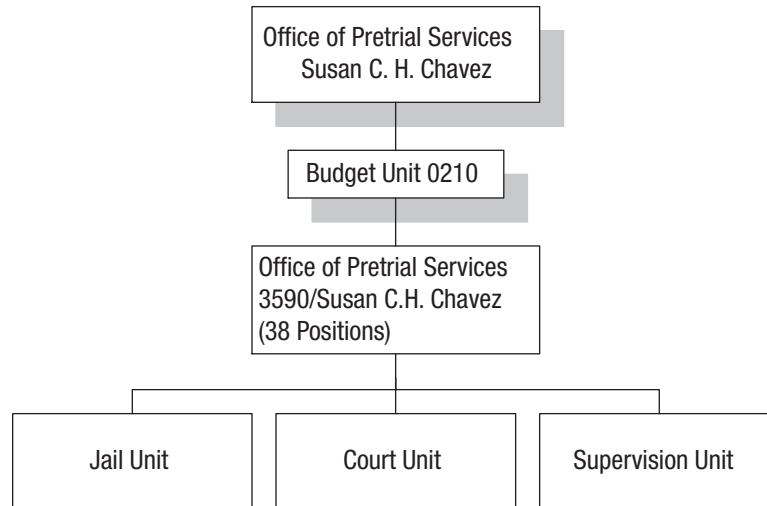 Office of Pretrial Services
Susan C. H. Chavez
Budget Unit 0210
Office of Pretrial Services
3590/Susan C.H. Chavez
(38 Positions)
Jail Unit
Court Unit
Supervision Unit